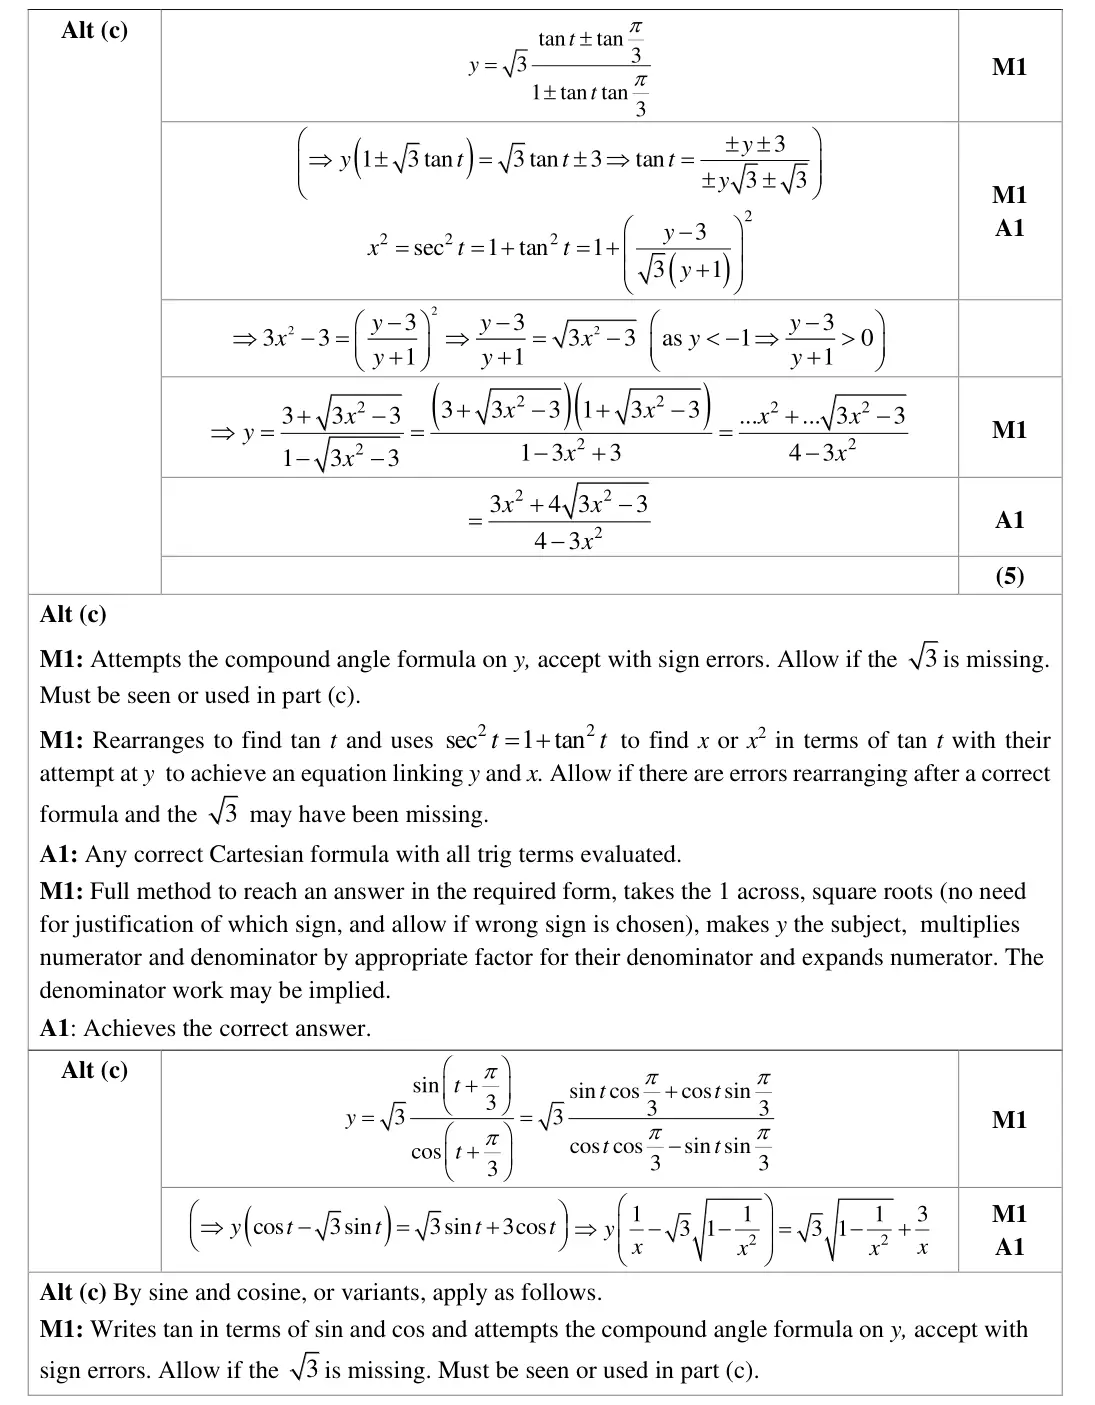 Alt (c)
y = √3 (tan t ± tan π/3)/(1 ± tan t tan π/3)
M1
(⇒ y(1 ± √3 tan t) = √3 tan t ± 3 ⇒ tan t = (±y ± 3)/(±y√3 ± √3))
x² = sec² t = 1 + tan² t = 1 + ((y − 3)/(√3(y + 1)))²
M1
A1
⇒ 3x² − 3 = ((y − 3)/(y + 1))² ⇒ (y − 3)/(y + 1) = √(3x² − 3) (as y < −1 ⇒ (y − 3)/(y + 1) > 0)
⇒ y = (3 + √(3x² − 3))/(1 − √(3x² − 3)) = ((3 + √(3x² − 3))(1 + √(3x² − 3)))/(1 − 3x² + 3) = (...x² + ...√(3x² − 3))/(4 − 3x²)
M1
= (3x² + 4√(3x² − 3))/(4 − 3x²)
A1
(5)
Alt (c)
M1: Attempts the compound angle formula on y, accept with sign errors. Allow if the √3 is missing.
Must be seen or used in part (c).
M1: Rearranges to find tan t and uses sec² t = 1 + tan² t to find x or x² in terms of tan t with their
attempt at y to achieve an equation linking y and x. Allow if there are errors rearranging after a correct
formula and the √3 may have been missing.
A1: Any correct Cartesian formula with all trig terms evaluated.
M1: Full method to reach an answer in the required form, takes the 1 across, square roots (no need
for justification of which sign, and allow if wrong sign is chosen), makes y the subject, multiplies
numerator and denominator by appropriate factor for their denominator and expands numerator. The
denominator work may be implied.
A1: Achieves the correct answer.
Alt (c)
y = √3 sin(t + π/3)/cos(t + π/3) = √3 (sin t cos π/3 + cos t sin π/3)/(cos t cos π/3 − sin t sin π/3)
M1
(⇒ y(cos t − √3 sin t) = √3 sin t + 3cos t) ⇒ y(1/x − √3√(1 − 1/x²)) = √3√(1 − 1/x²) + 3/x
M1
A1
Alt (c) By sine and cosine, or variants, apply as follows.
M1: Writes tan in terms of sin and cos and attempts the compound angle formula on y, accept with
sign errors. Allow if the √3 is missing. Must be seen or used in part (c).